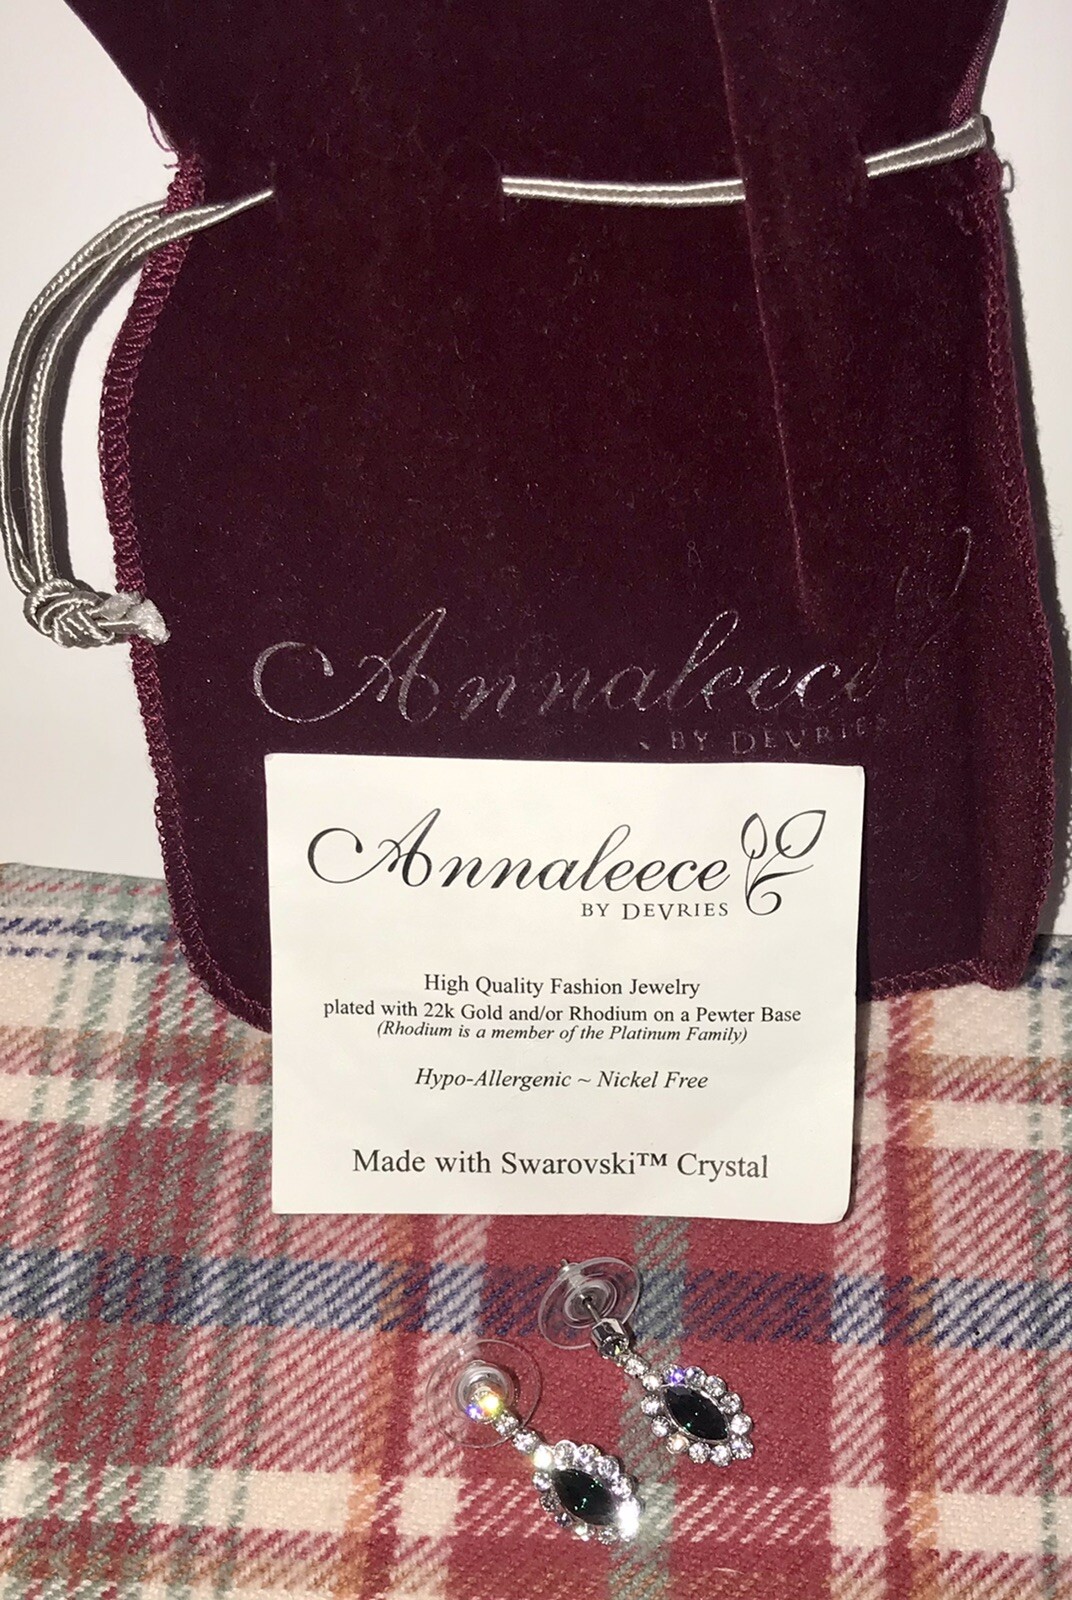 Annaleece
BY DEVRIES
Annaleece
BY DEVRIES
High Quality Fashion Jewelry
plated with 22k Gold and/or Rhodium on a Pewter Base
(Rhodium is a member of the Platinum Family)
Hypo-Allergenic ~ Nickel Free
Made with Swarovski™ Crystal